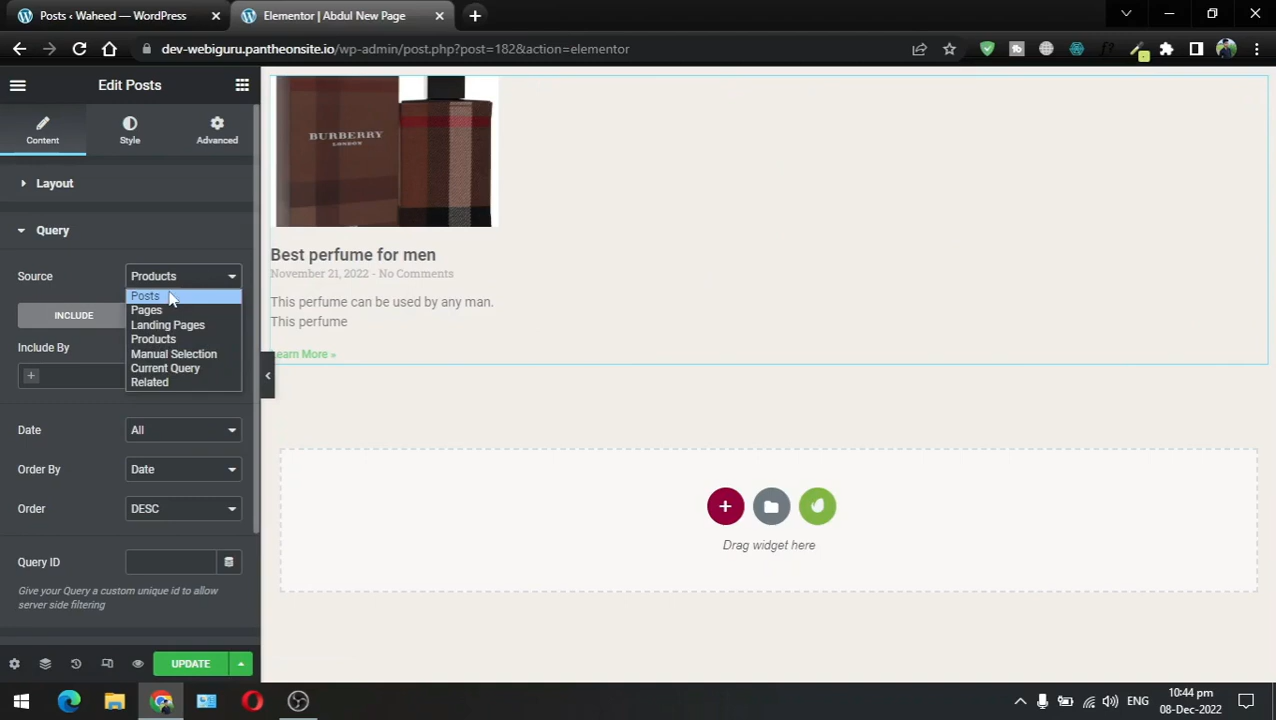 Posts < Waheed — WordPress
Elementor | Abdul New Page
dev-webiguru.pantheonsite.io/wp-admin/post.php?post=182&action=elementor
Edit Posts
Content
Style
Advanced
Layout
Query
Source
Products
Posts
Pages
Landing Pages
Products
Manual Selection
Current Query
Related
INCLUDE
Include By
Date
All
Order By
Date
Order
DESC
Query ID
Give your Query a custom unique id to allow
server side filtering
UPDATE
BURBERRY
LONDON
Best perfume for men
November 21, 2022 - No Comments
This perfume can be used by any man.
This perfume
Learn More »
Drag widget here
ENG
10:44 pm
08-Dec-2022